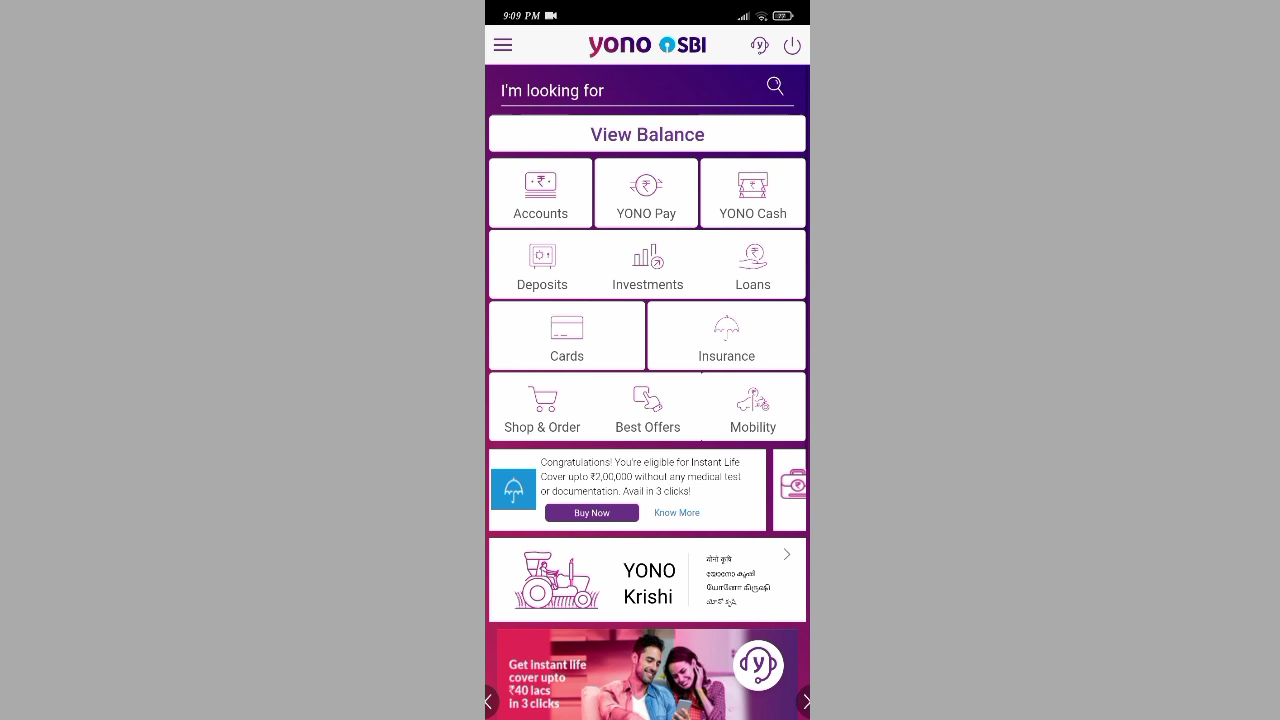 9:09 PM
77
yono SBI
I'm looking for
View Balance
Accounts YONO Pay YONO Cash
Deposits Investments Loans
Cards Insurance
Shop & Order Best Offers Mobility
Congratulations! You're eligible for Instant Life
Cover upto ₹2,00,000 without any medical test
or documentation. Avail in 3 clicks!
Buy Now Know More
YONO
Krishi
योनो कृषि
യോനോ കൃഷി
யோனோ கிருஷி
యోనో కృషి
Get instant life
cover upto
₹40 lacs
in 3 clicks